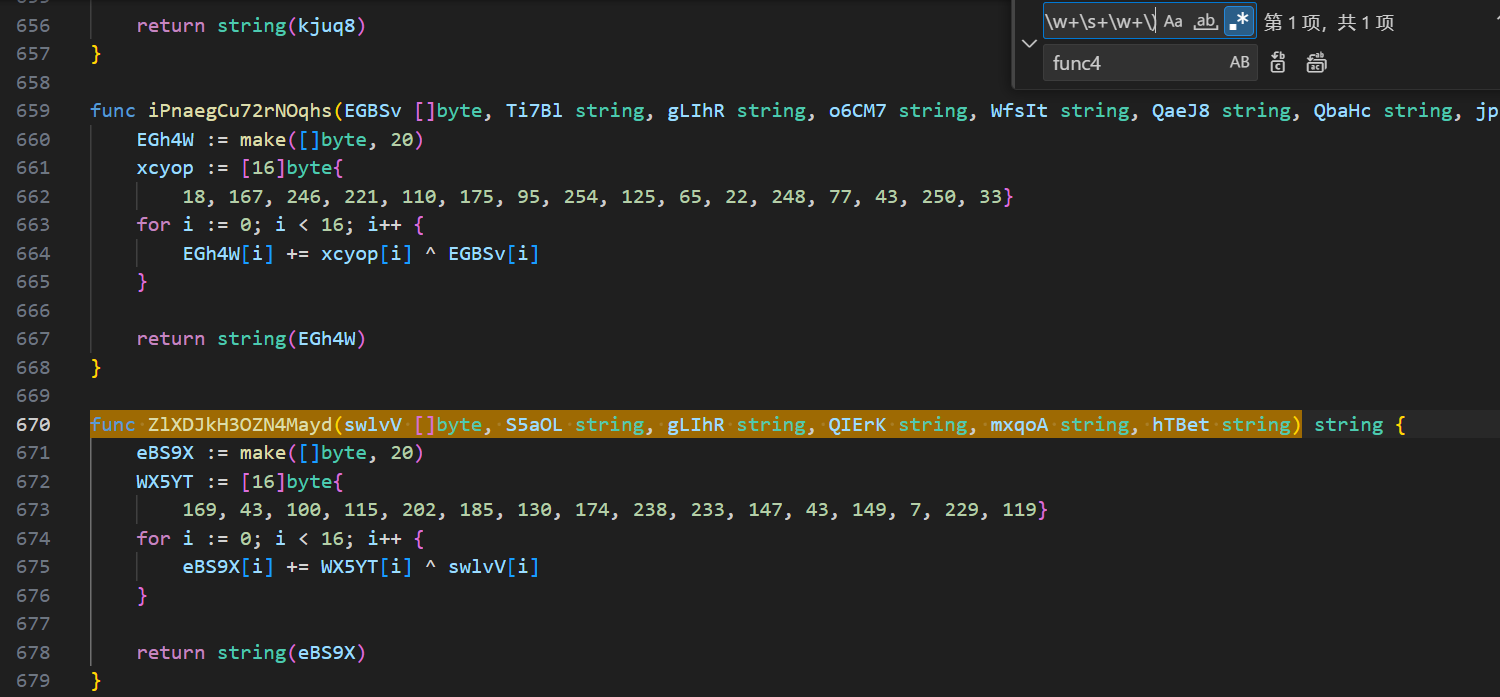 \w+\s+\w+\) Aa ab, .* 第 1 项，共 1 项
func4 AB
656 return string(kjuq8)
657 }
658
659 func iPnaegCu72rNOqhs(EGBSv []byte, Ti7Bl string, gLIhR string, o6CM7 string, WfsIt string, QaeJ8 string, QbaHc string, jp
660 EGh4W := make([]byte, 20)
661 xcyop := [16]byte{
662 18, 167, 246, 221, 110, 175, 95, 254, 125, 65, 22, 248, 77, 43, 250, 33}
663 for i := 0; i < 16; i++ {
664 EGh4W[i] += xcyop[i] ^ EGBSv[i]
665 }
666
667 return string(EGh4W)
668 }
669
670 func ZlXDJkH3OZN4Mayd(swlvV []byte, S5aOL string, gLIhR string, QIErK string, mxqoA string, hTBet string) string {
671 eBS9X := make([]byte, 20)
672 WX5YT := [16]byte{
673 169, 43, 100, 115, 202, 185, 130, 174, 238, 233, 147, 43, 149, 7, 229, 119}
674 for i := 0; i < 16; i++ {
675 eBS9X[i] += WX5YT[i] ^ swlvV[i]
676 }
677
678 return string(eBS9X)
679 }